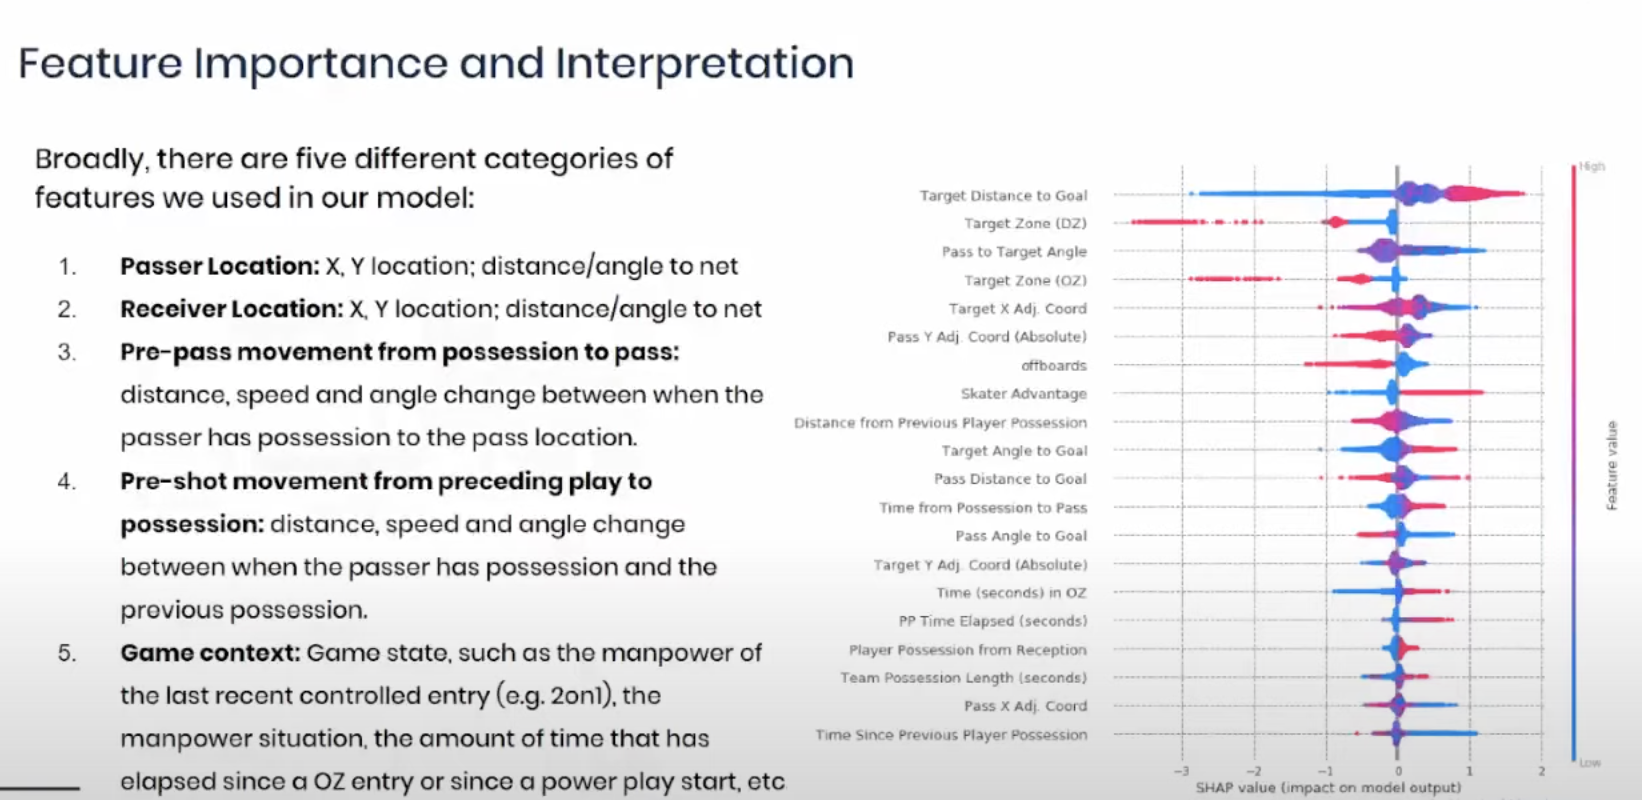 Feature Importance and Interpretation
Broadly, there are five different categories of
features we used in our model:
1. Passer Location: X, Y location; distance/angle to net
2. Receiver Location: X, Y location; distance/angle to net
3. Pre-pass movement from possession to pass:
distance, speed and angle change between when the
passer has possession to the pass location.
4. Pre-shot movement from preceding play to
possession: distance, speed and angle change
between when the passer has possession and the
previous possession.
5. Game context: Game state, such as the manpower of
the last recent controlled entry (e.g. 2on1), the
manpower situation, the amount of time that has
elapsed since a OZ entry or since a power play start, etc
High
Target Distance to Goal
Target Zone (DZ)
Pass to Target Angle
Target Zone (OZ)
Target X Adj. Coord
Pass Y Adj. Coord (Absolute)
offboards
Skater Advantage
Distance from Previous Player Possession
Target Angle to Goal
Pass Distance to Goal
Time from Possession to Pass
Pass Angle to Goal
Target Y Adj. Coord (Absolute)
Time (seconds) in OZ
PP Time Elapsed (seconds)
Player Possession from Reception
Team Possession Length (seconds)
Pass X Adj. Coord
Time Since Previous Player Possession
Feature value
Low
−3 −2 −1 0 1 2
SHAP value (impact on model output)